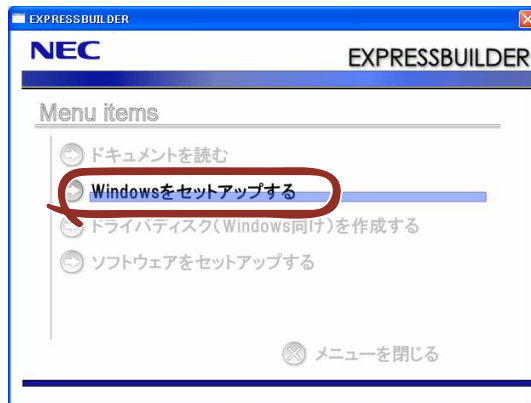 EXPRESSBUILDER
NEC
EXPRESSBUILDER
Menu items
ドキュメントを読む
Windowsをセットアップする
ドライバディスク(Windows向け)を作成する
ソフトウェアをセットアップする
メニューを閉じる